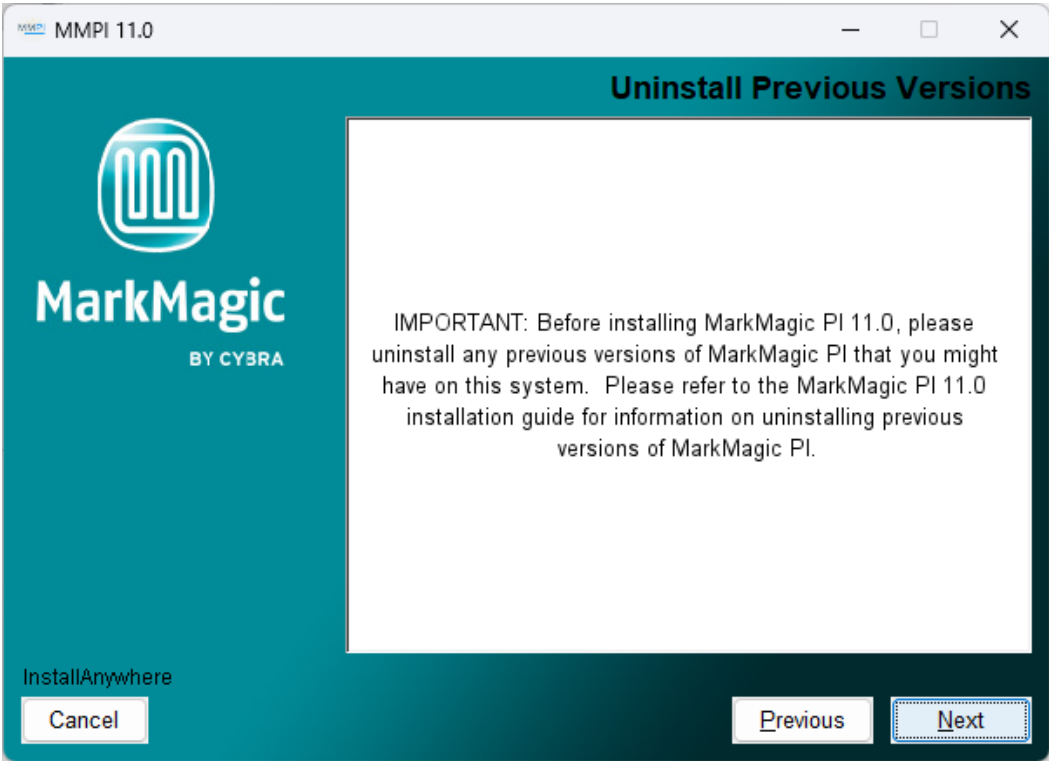 MMPI MMPI 11.0
Uninstall Previous Versions
MarkMagic
BY CYBRA
IMPORTANT: Before installing MarkMagic PI 11.0, please
uninstall any previous versions of MarkMagic PI that you might
have on this system.  Please refer to the MarkMagic PI 11.0
installation guide for information on uninstalling previous
versions of MarkMagic PI.
InstallAnywhere
Cancel
Previous
Next